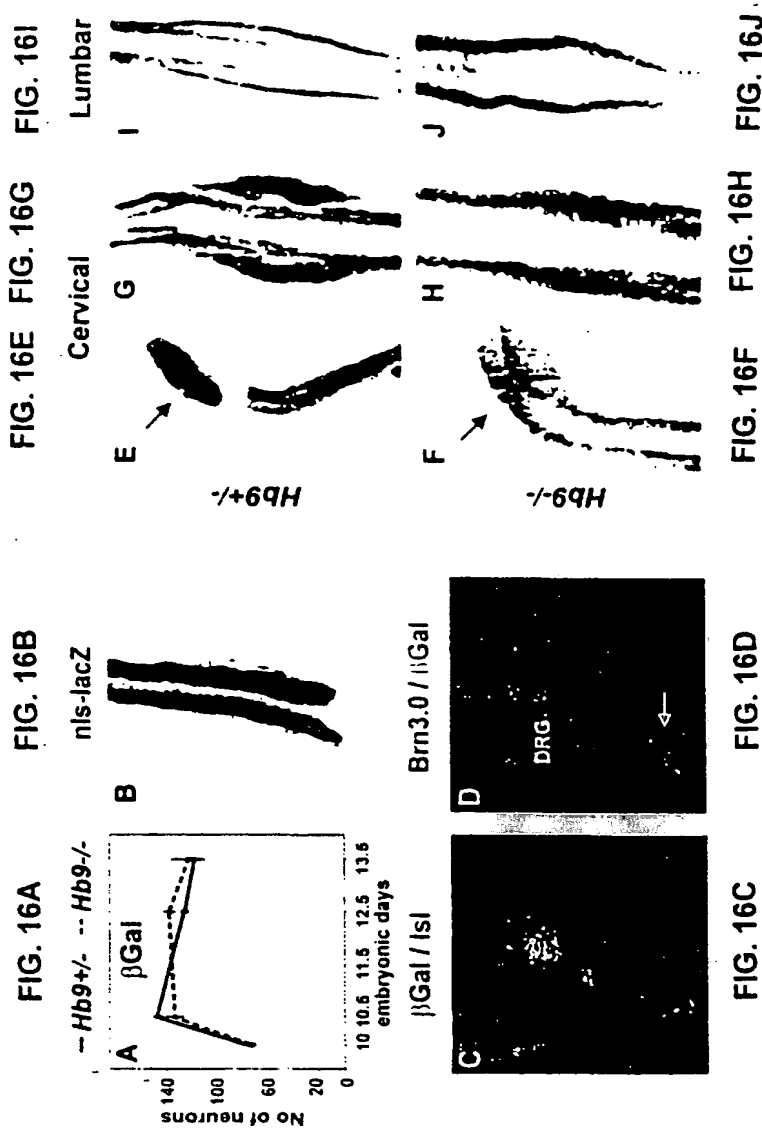 FIG. 16A
FIG. 16B
FIG. 16E
FIG. 16G
FIG. 16I
— Hb9+/- -- Hb9-/-
nls-lacZ
Cervical
Lumbar
A
βGal
No of neurons
140
100
60
20
0
10 10.5 11.5 12.5 13.5
embryonic days
B
Hb9+/-
E
G
I
βGal / Isl
Brn3.0 / βGal
C
D
DRG
Hb9-/-
F
H
J
FIG. 16C
FIG. 16D
FIG. 16F
FIG. 16H
FIG. 16J